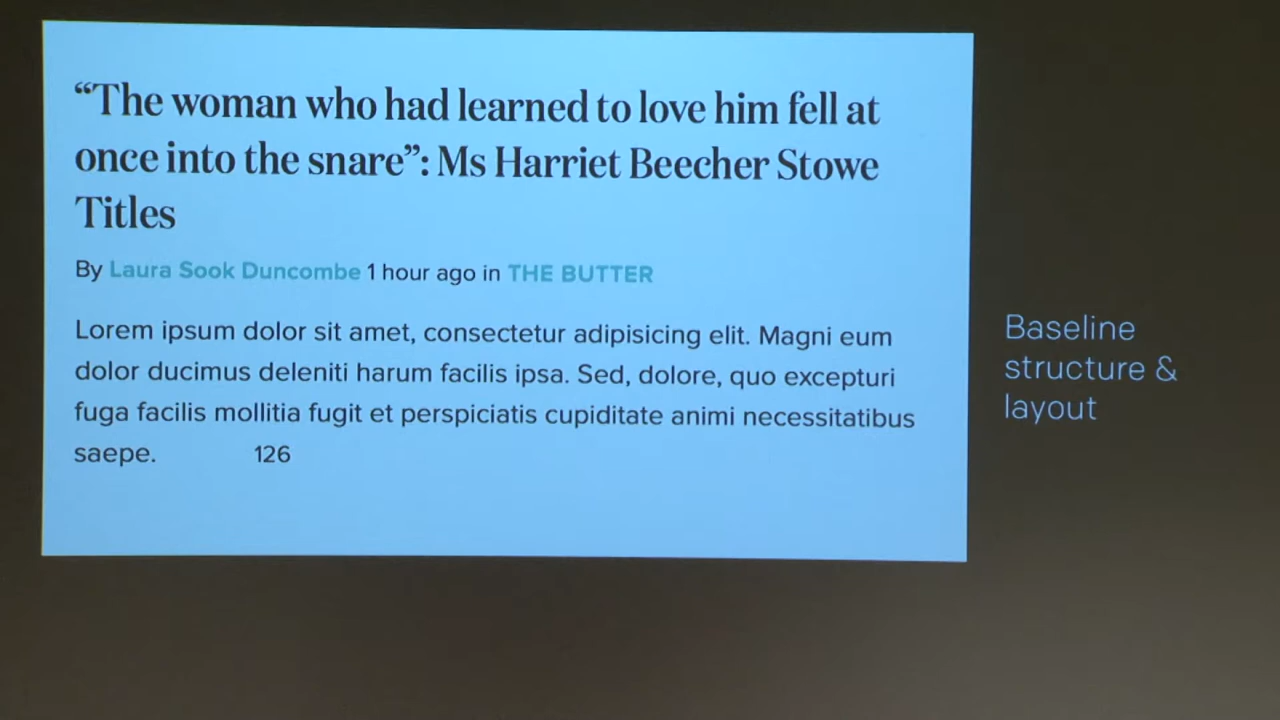 “The woman who had learned to love him fell at
once into the snare”: Ms Harriet Beecher Stowe
Titles
By Laura Sook Duncombe 1 hour ago in THE BUTTER
Lorem ipsum dolor sit amet, consectetur adipisicing elit. Magni eum
dolor ducimus deleniti harum facilis ipsa. Sed, dolore, quo excepturi
fuga facilis mollitia fugit et perspiciatis cupiditate animi necessitatibus
saepe. 126
Baseline
structure &
layout